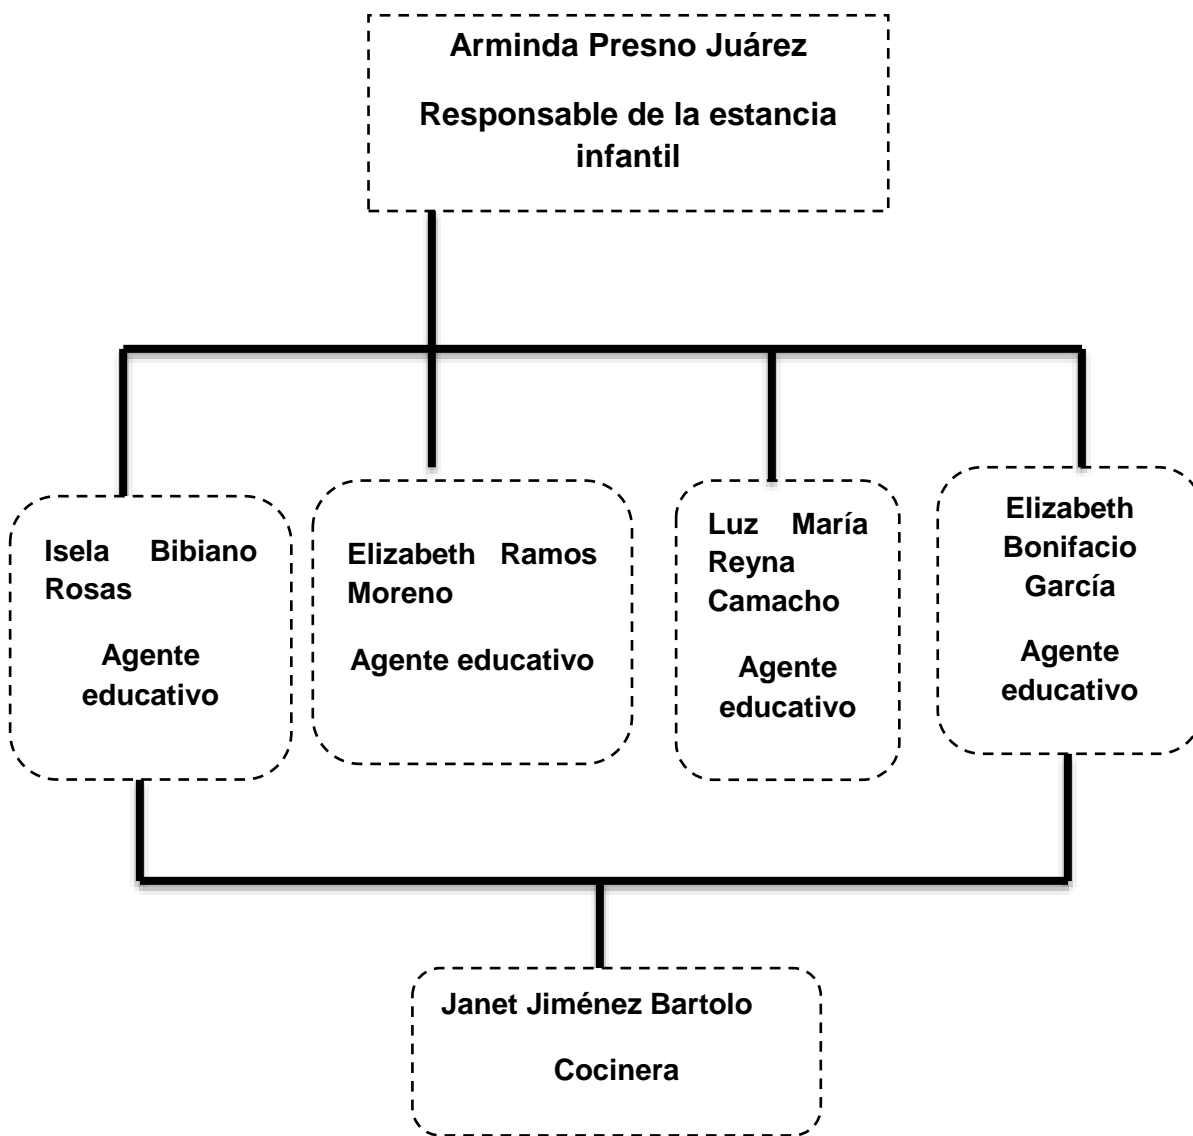 Arminda Presno Juárez
Responsable de la estancia
infantil
Isela Bibiano
Rosas
Agente
educativo
Elizabeth Ramos
Moreno
Agente educativo
Luz María
Reyna
Camacho
Agente
educativo
Elizabeth
Bonifacio
García
Agente
educativo
Janet Jiménez Bartolo
Cocinera